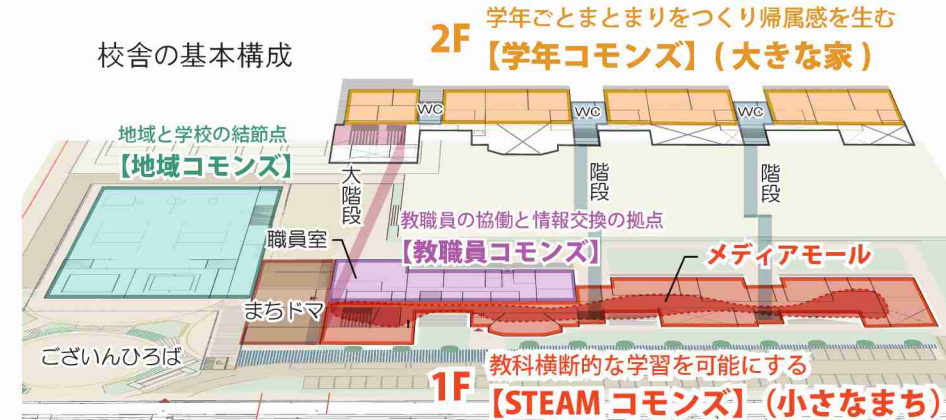 校舎の基本構成
2F
学年ごとまとまりをつくり帰属感を生む
【学年コモンズ】(大きな家)
WC
WC
WC
地域と学校の結節点
【地域コモンズ】
大階段
階段
階段
職員室
教職員の協働と情報交換の拠点
【教職員コモンズ】
メディアモール
まちドマ
ございんひろば
1F
教科横断的な学習を可能にする
【STEAM コモンズ】(小さなまち)